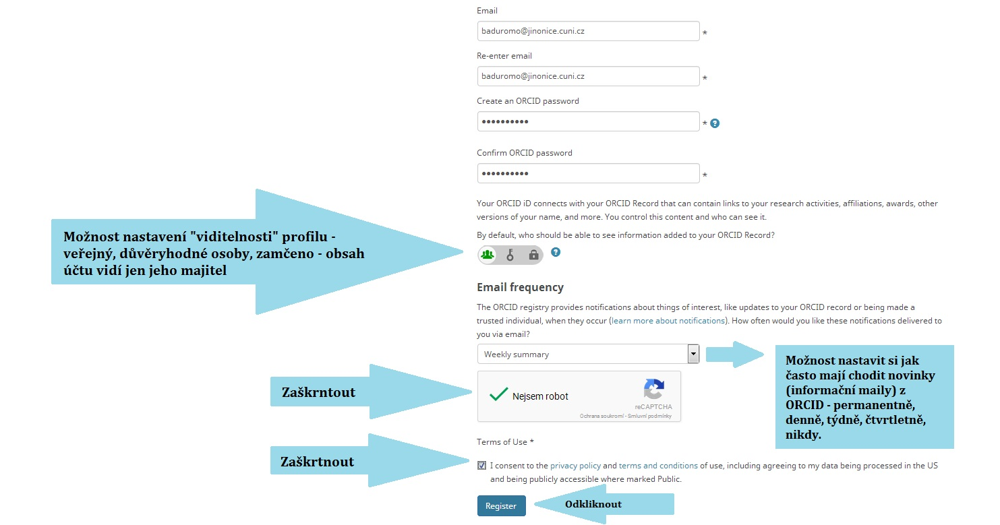 Email
baduromo@jinonice.cuni.cz
*
Re-enter email
baduromo@jinonice.cuni.cz
*
Create an ORCID password
••••••••••
* ?
Confirm ORCID password
••••••••••
*
Your ORCID iD connects with your ORCID Record that can contain links to your research activities, affiliations, awards, other
versions of your name, and more. You control this content and who can see it.
By default, who should be able to see information added to your ORCID Record?
?
Možnost nastavení "viditelnosti" profilu -
veřejný, důvěryhodné osoby, zamčeno - obsah
účtu vidí jen jeho majitel
Email frequency
The ORCID registry provides notifications about things of interest, like updates to your ORCID record or being made a
trusted individual, when they occur (learn more about notifications). How often would you like these notifications delivered to
you via email?
Weekly summary
Možnost nastavit si jak
často mají chodit novinky
(informační maily) z
ORCID - permanentně,
denně, týdně, čtvrtletně,
nikdy.
Zaškrntout
Nejsem robot
reCAPTCHA
Ochrana soukromí - Smluvní podmínky
Terms of Use *
Zaškrtnout
I consent to the privacy policy and terms and conditions of use, including agreeing to my data being processed in the US
and being publicly accessible where marked Public.
Register
Odkliknout